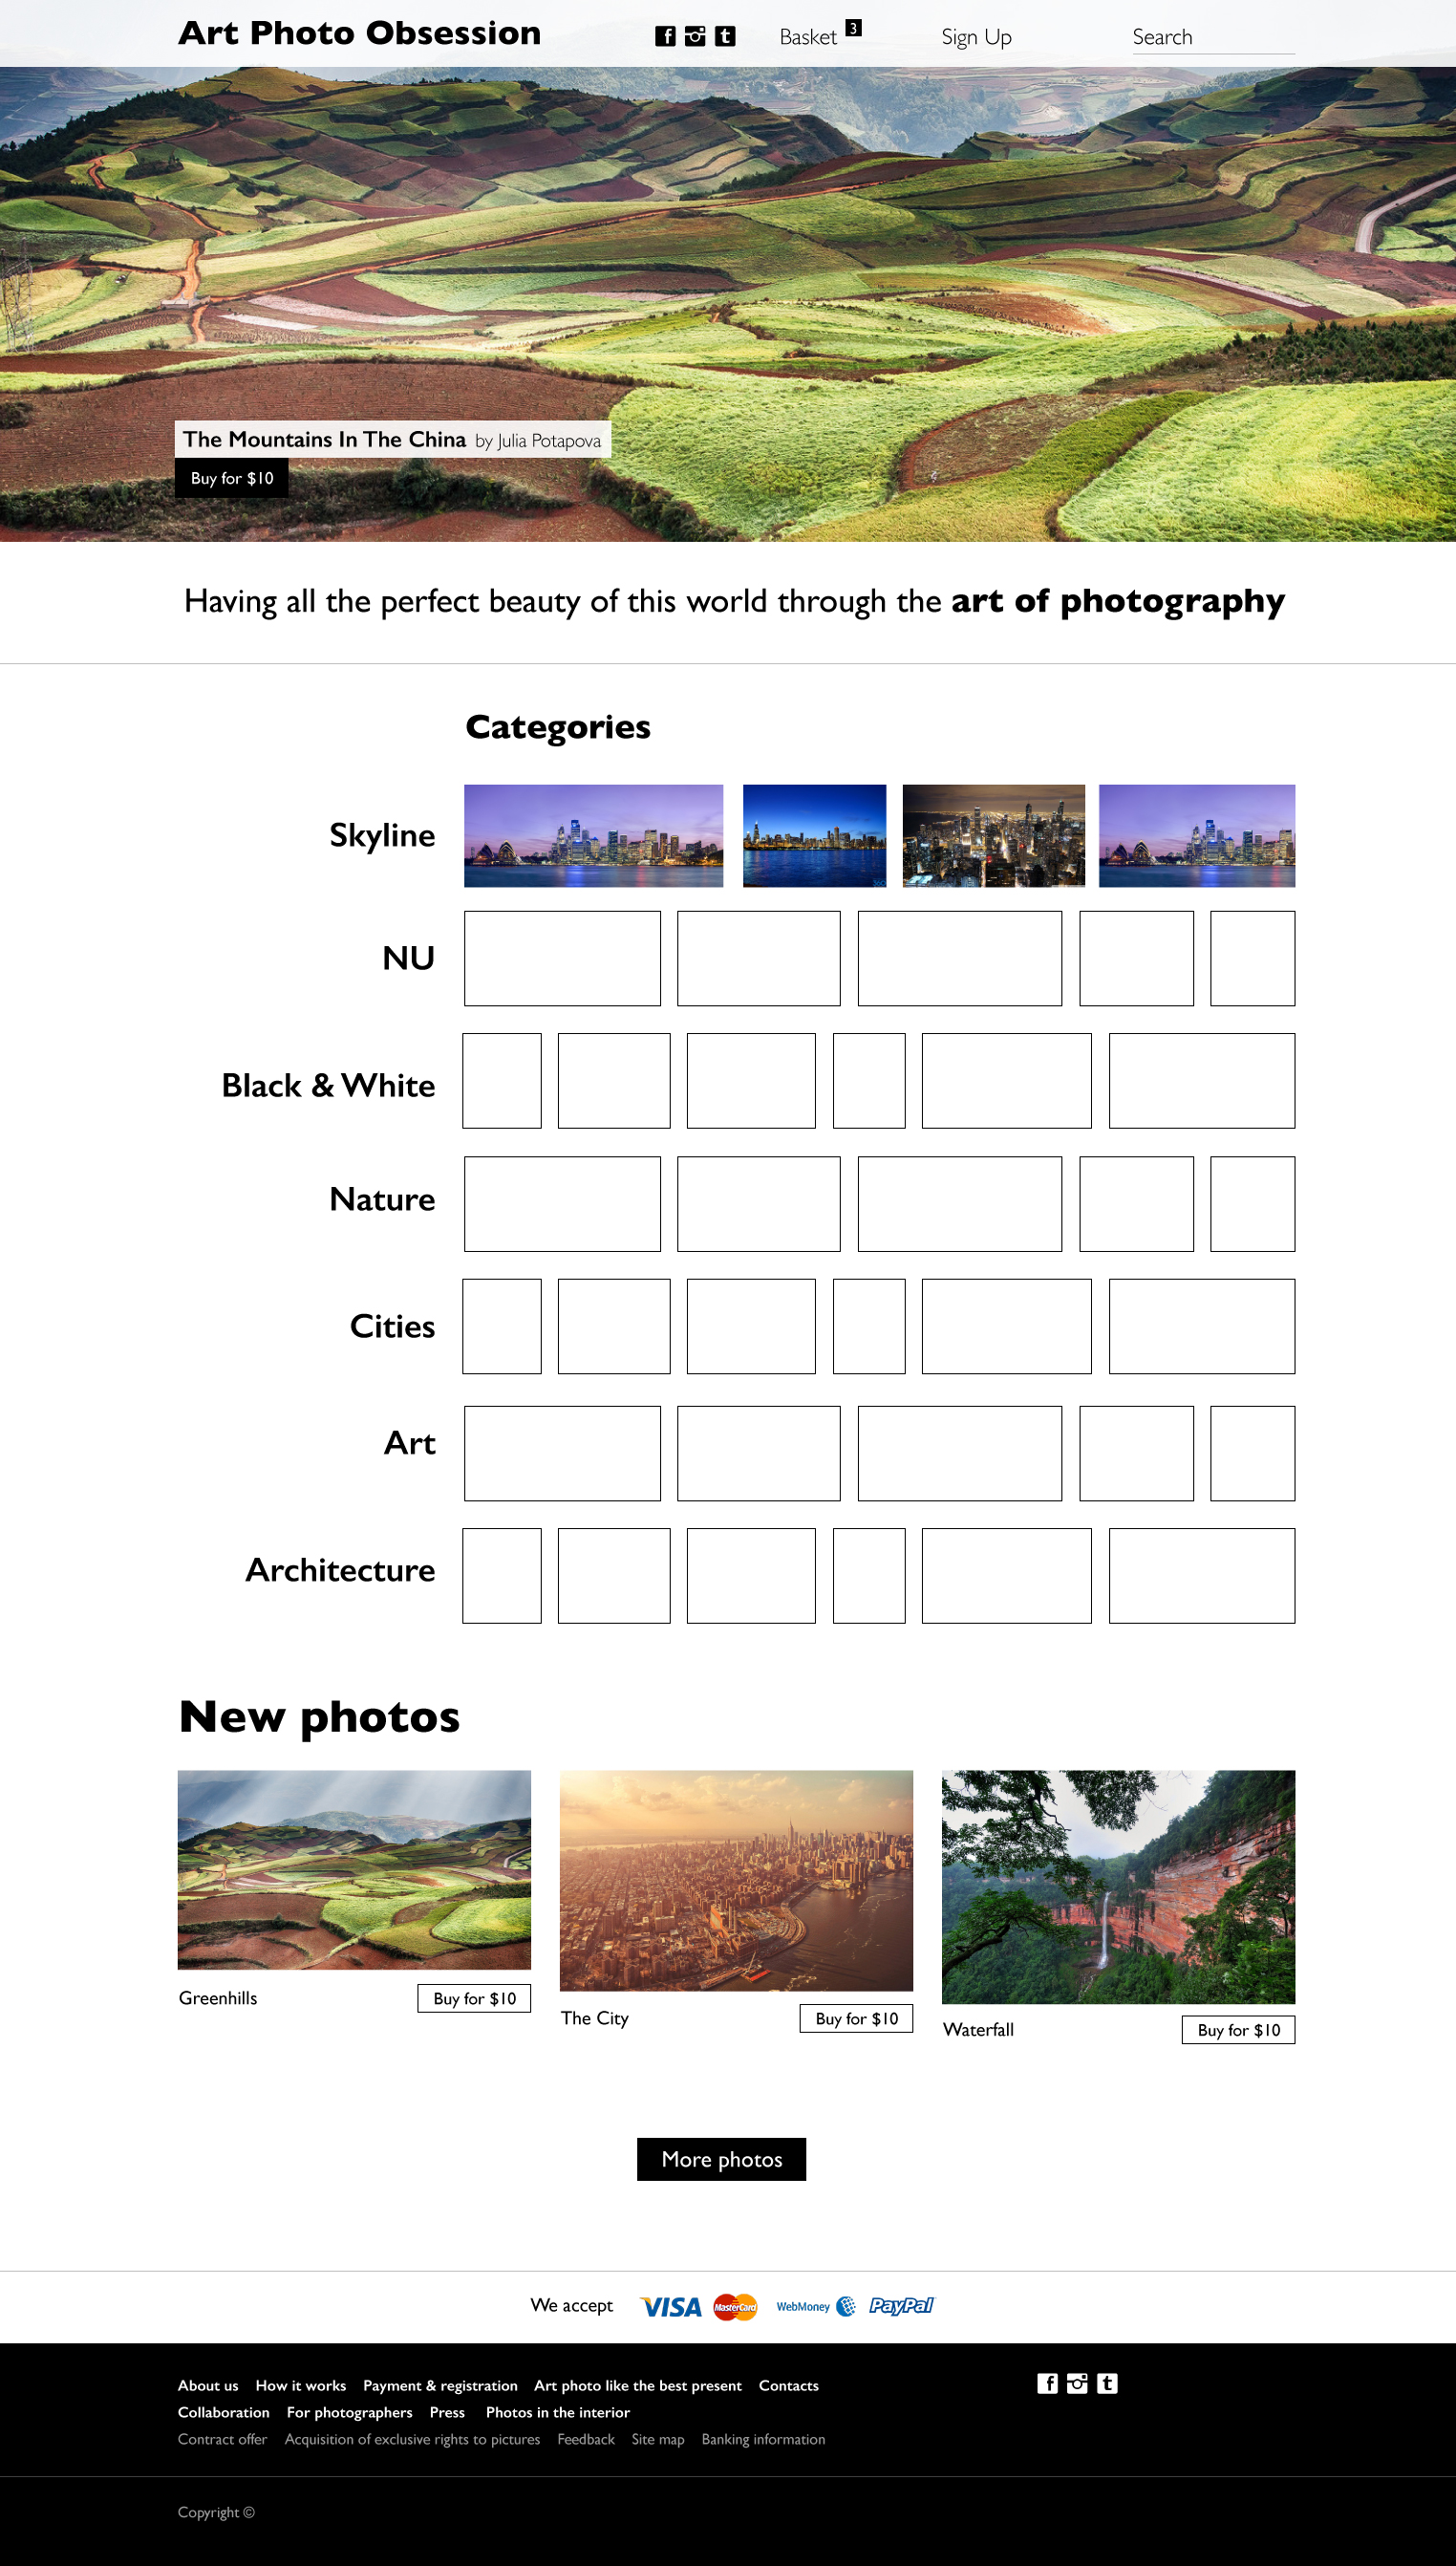 Art Photo Obsession
Basket 3
Sign Up
Search
The Mountains In The China by Julia Potapova
Buy for $10
Having all the perfect beauty of this world through the art of photography
Categories
Skyline
NU
Black & White
Nature
Cities
Art
Architecture
New photos
Greenhills
Buy for $10
The City
Buy for $10
Waterfall
Buy for $10
More photos
We accept VISA MasterCard WebMoney PayPal
About us How it works Payment & registration Art photo like the best present Contacts
Collaboration For photographers Press Photos in the interior
Contract offer Acquisition of exclusive rights to pictures Feedback Site map Banking information
Copyright ©